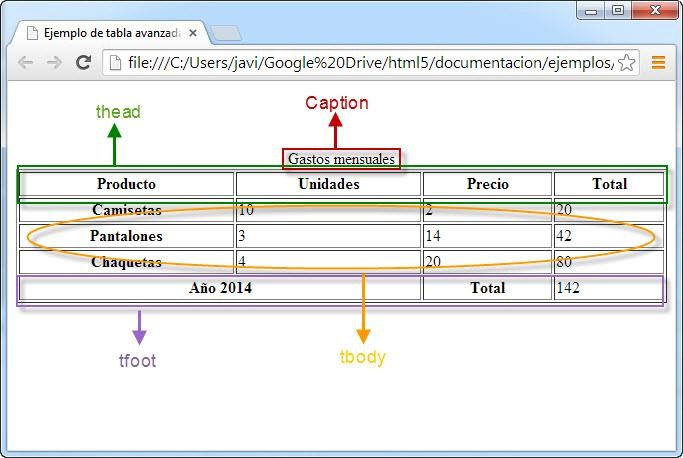 Ejemplo de tabla avanzada
file:///C:/Users/javi/Google%20Drive/html5/documentacion/ejemplos/
Caption
thead
Gastos mensuales
Producto Unidades Precio Total
Camisetas 10 2 20
Pantalones 3 14 42
Chaquetas 4 20 80
Año 2014 Total 142
tfoot
tbody